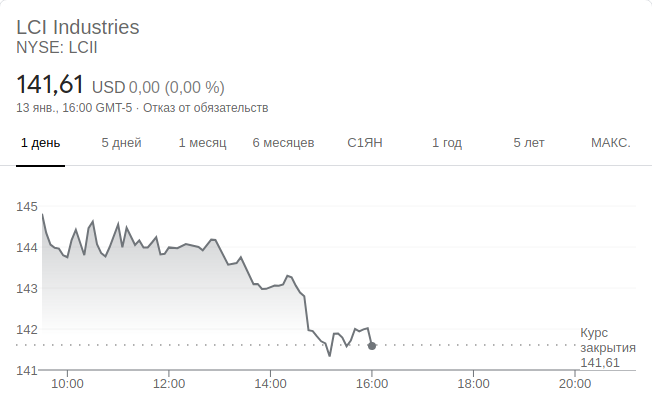 LCI Industries
NYSE: LCII
141,61 USD 0,00 (0,00 %)
13 янв., 16:00 GMT-5 · Отказ от обязательств
1 день 5 дней 1 месяц 6 месяцев С1ЯН 1 год 5 лет МАКС.
145
144
143
142
Курс
закрытия
141,61
141
10:00 12:00 14:00 16:00 18:00 20:00